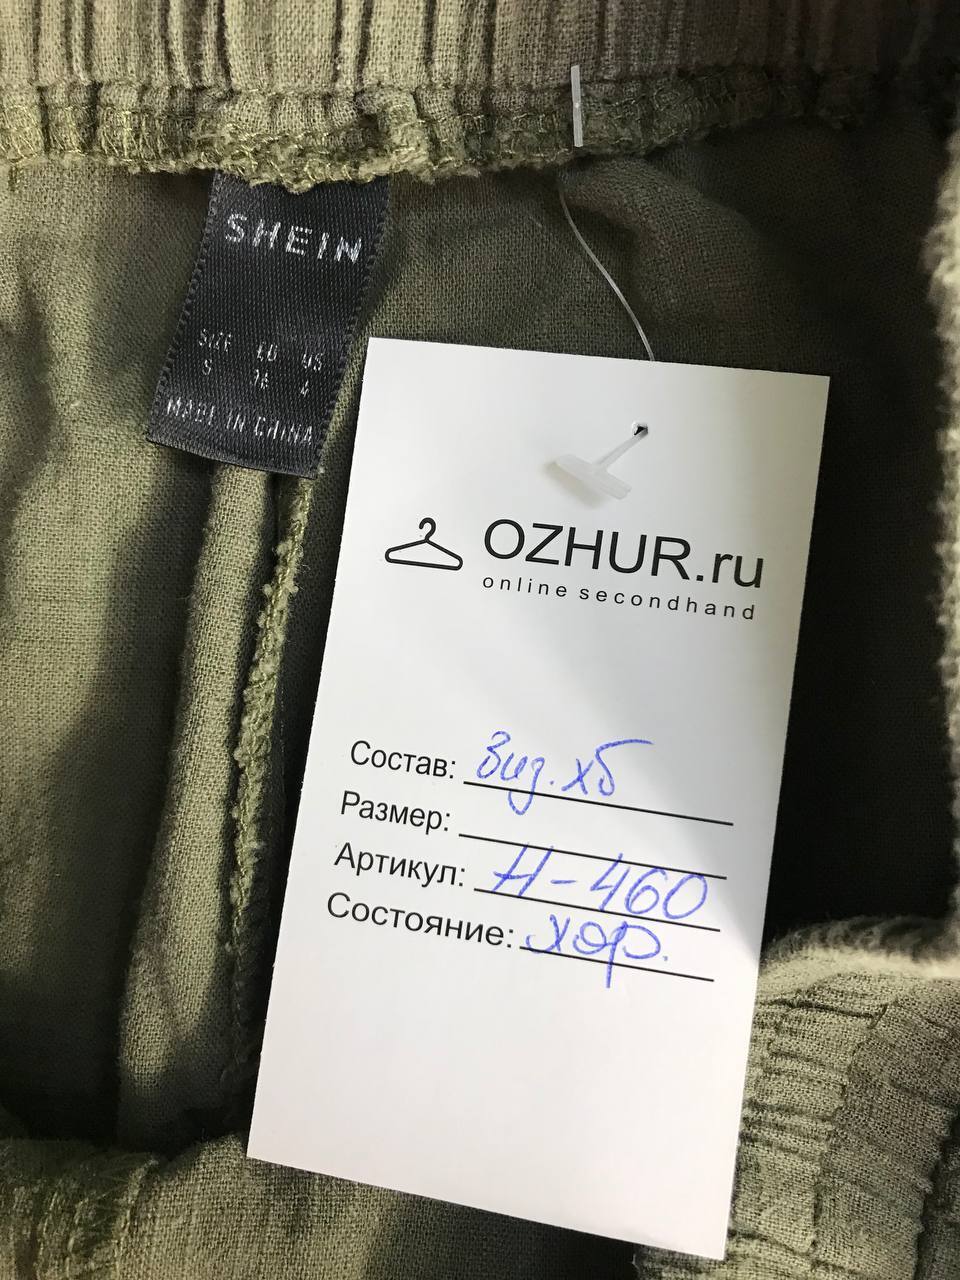 SHEIN
SIZE EU US
S 36 4
MADE IN CHINA
OZHUR.ru
online secondhand
Состав: Виз. хб
Размер:
Артикул: Н-460
Состояние: хор.